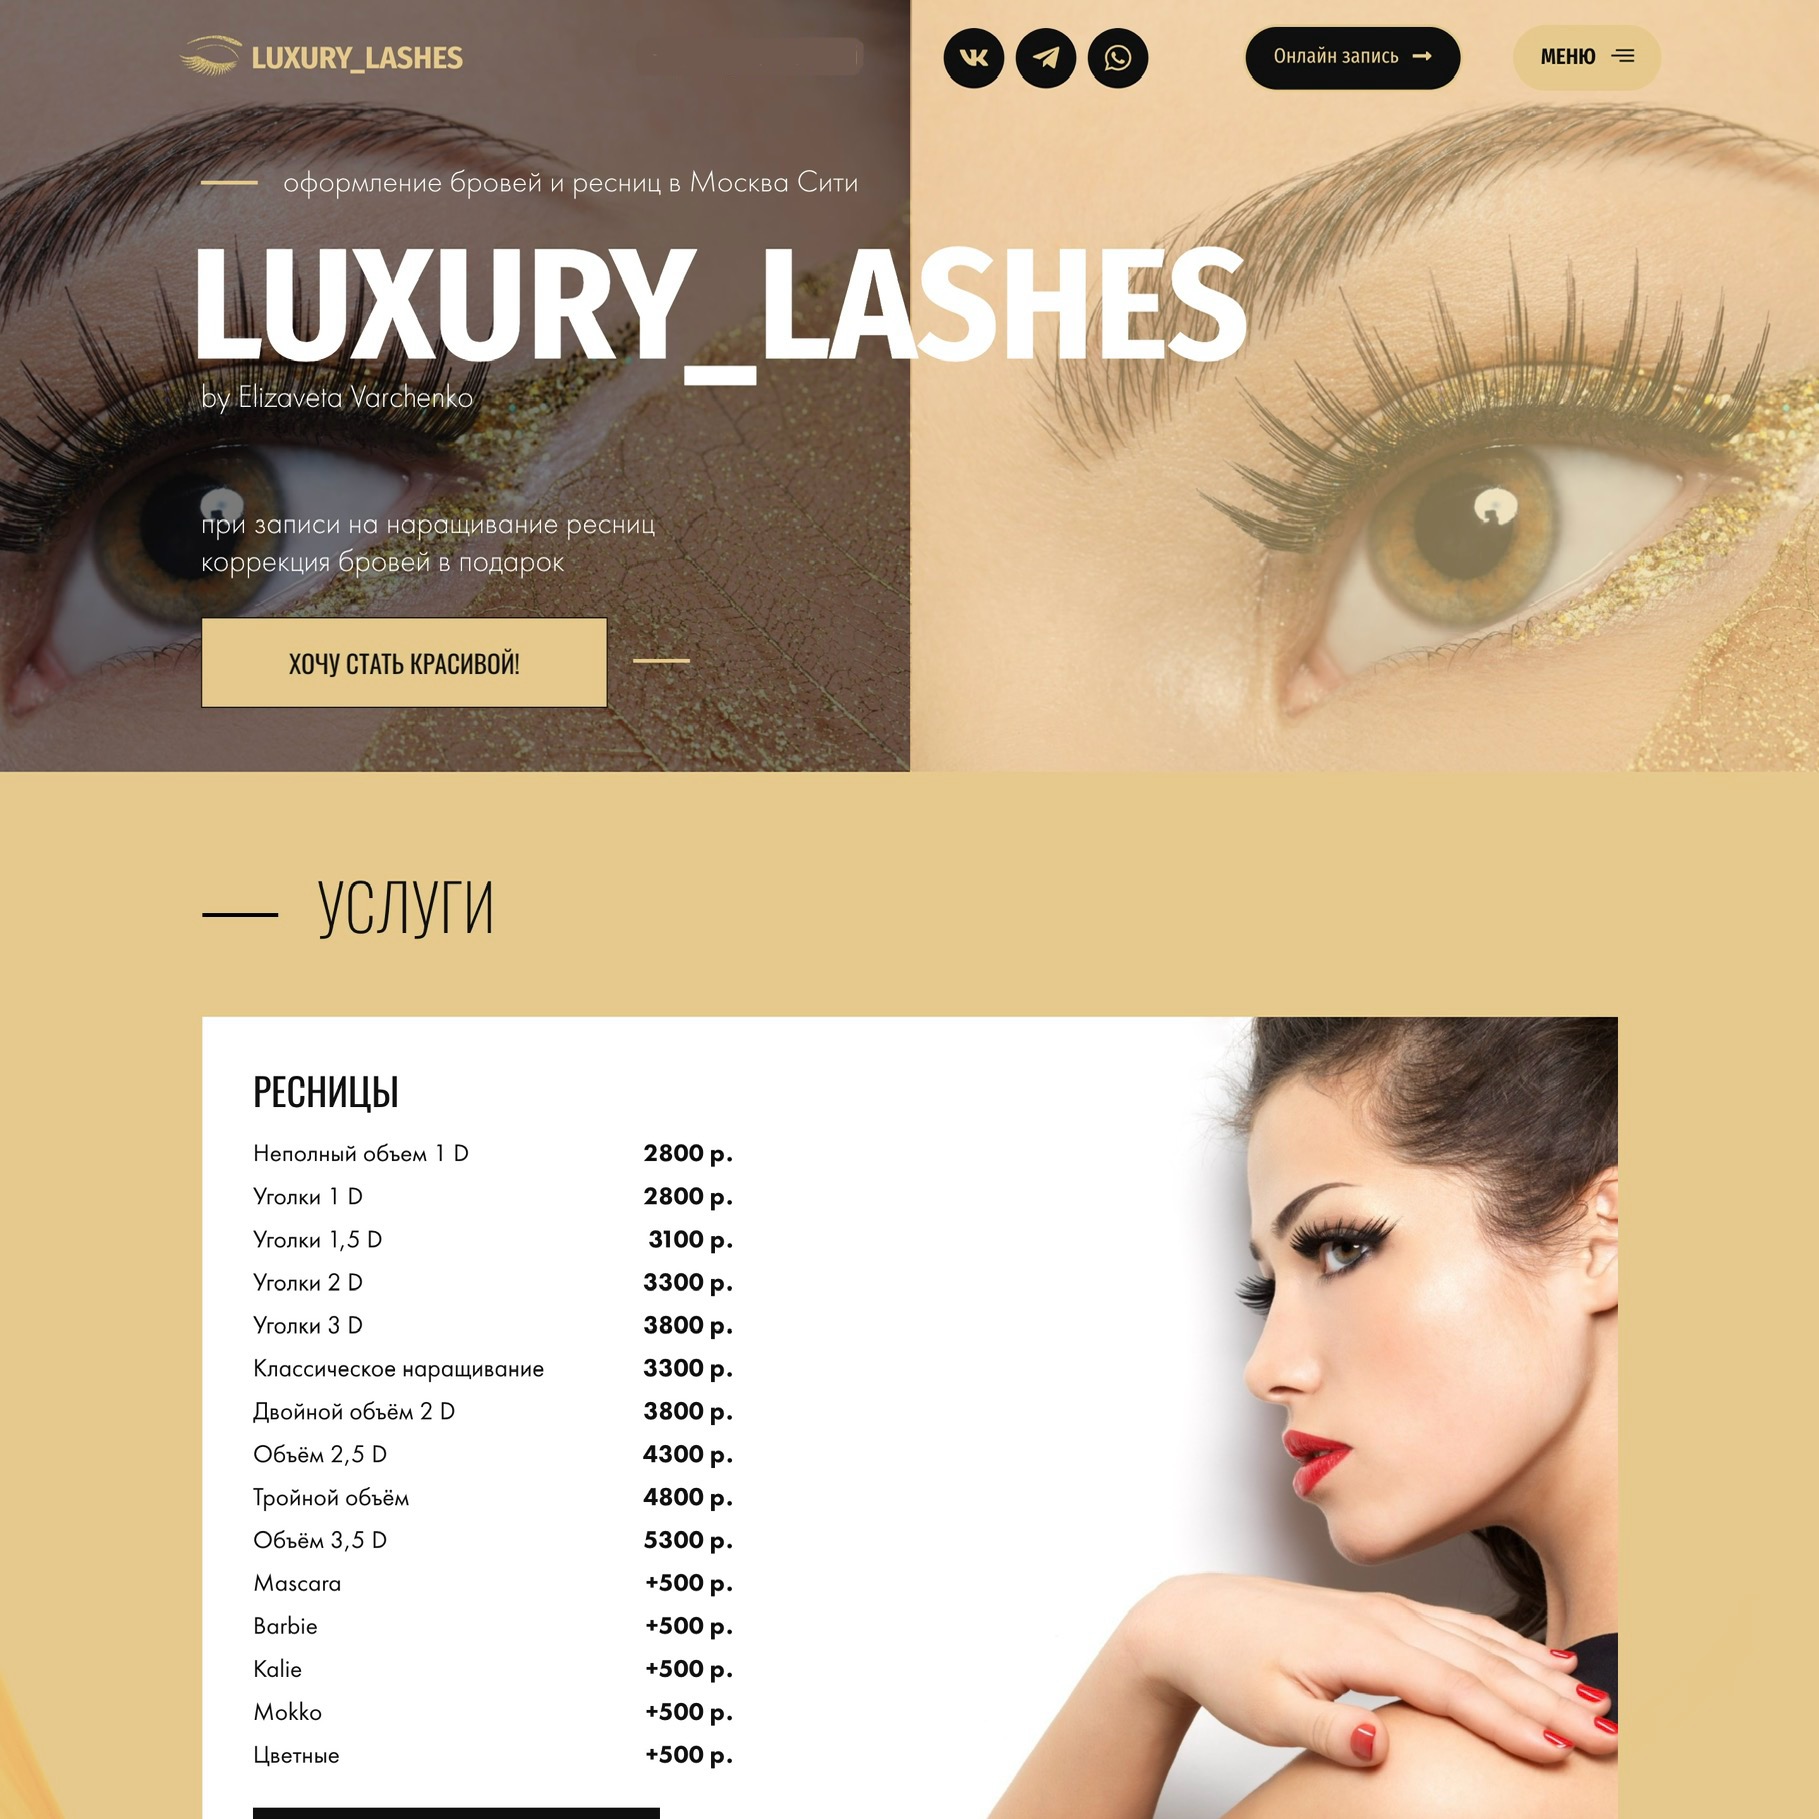 LUXURY_LASHES
Онлайн запись
МЕНЮ
оформление бровей и ресниц в Москва Сити
LUXURY_LASHES
by Elizaveta Varchenko
при записи на наращивание ресниц
коррекция бровей в подарок
ХОЧУ СТАТЬ КРАСИВОЙ!
УСЛУГИ
РЕСНИЦЫ
Неполный объем 1 D 2800 р.
Уголки 1 D 2800 р.
Уголки 1,5 D 3100 р.
Уголки 2 D 3300 р.
Уголки 3 D 3800 р.
Классическое наращивание 3300 р.
Двойной объём 2 D 3800 р.
Объём 2,5 D 4300 р.
Тройной объём 4800 р.
Объём 3,5 D 5300 р.
Mascara +500 р.
Barbie +500 р.
Kalie +500 р.
Mokko +500 р.
Цветные +500 р.